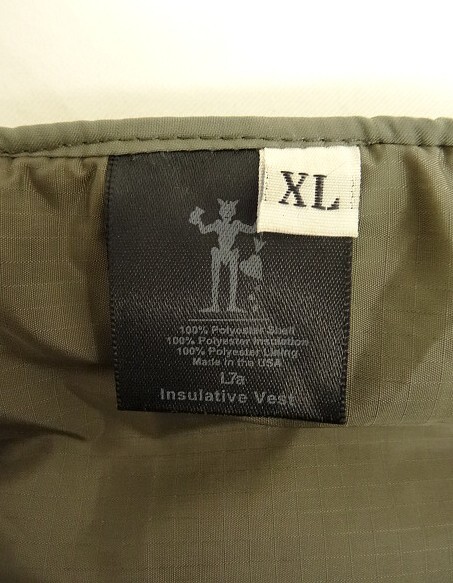 XL
100% Polyester Shell
100% Polyester Insulation
100% Polyester Lining
Made in the USA
L7a
Insulative Vest